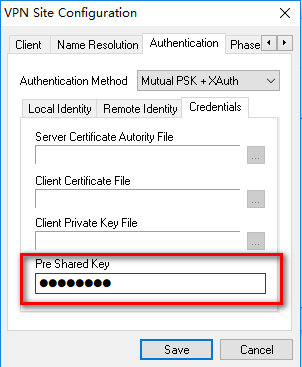 VPN Site Configuration
Client Name Resolution Authentication Phase
Authentication Method Mutual PSK + XAuth
Local Identity Remote Identity Credentials
Server Certificate Autority File
...
Client Certificate File
...
Client Private Key File
...
Pre Shared Key
●●●●●●●●
Save Cancel